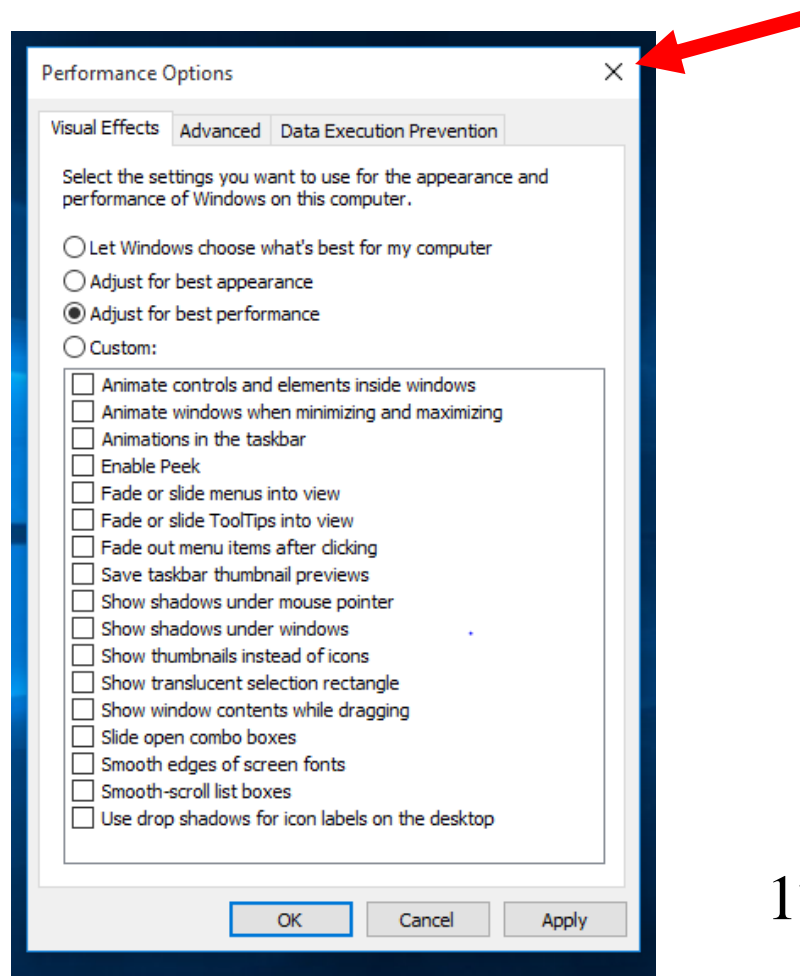 Performance Options
Visual Effects Advanced Data Execution Prevention
Select the settings you want to use for the appearance and
performance of Windows on this computer.
Let Windows choose what's best for my computer
Adjust for best appearance
Adjust for best performance
Custom:
Animate controls and elements inside windows
Animate windows when minimizing and maximizing
Animations in the taskbar
Enable Peek
Fade or slide menus into view
Fade or slide ToolTips into view
Fade out menu items after clicking
Save taskbar thumbnail previews
Show shadows under mouse pointer
Show shadows under windows
Show thumbnails instead of icons
Show translucent selection rectangle
Show window contents while dragging
Slide open combo boxes
Smooth edges of screen fonts
Smooth-scroll list boxes
Use drop shadows for icon labels on the desktop
OK Cancel Apply